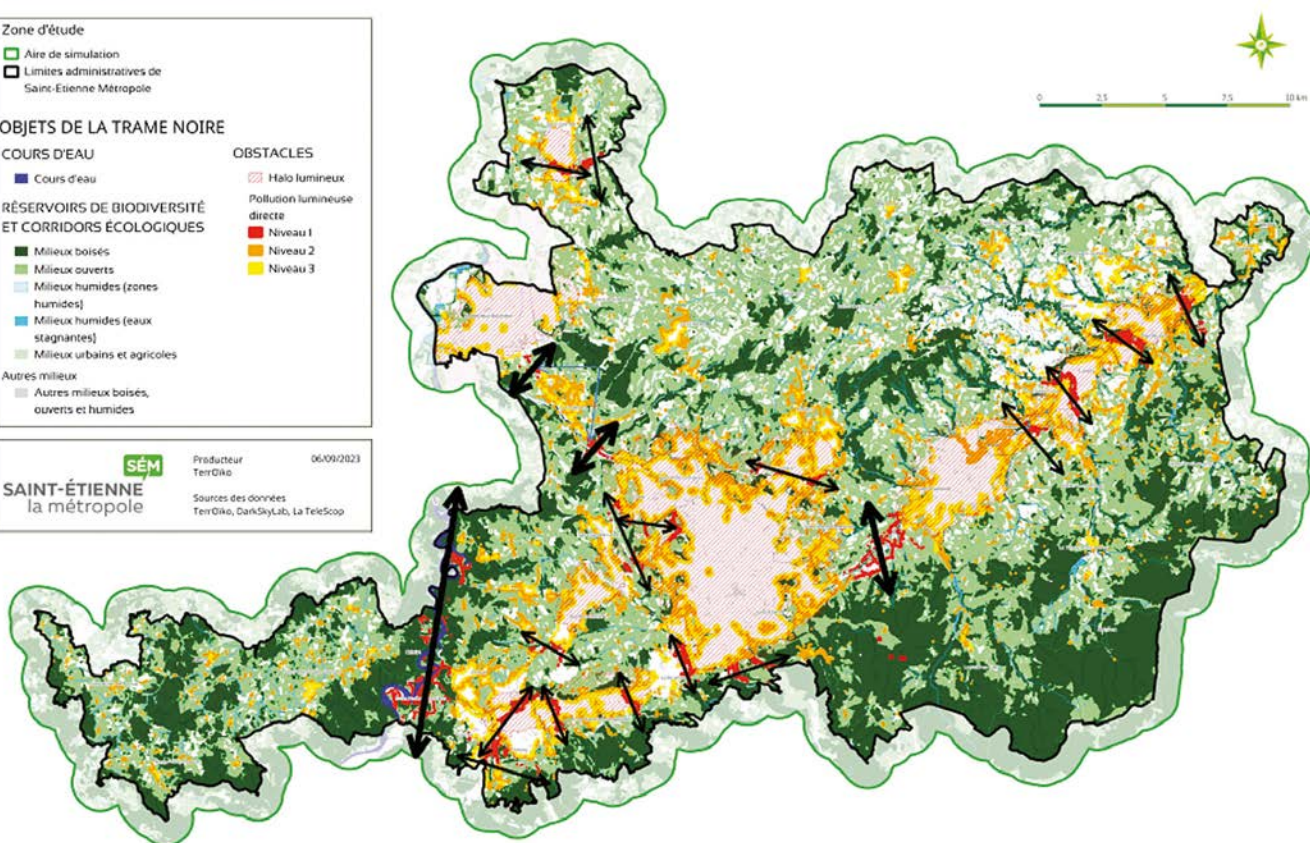 Zone d'étude
Aire de simulation
Limites administratives de
Saint-Etienne Métropole
OBJETS DE LA TRAME NOIRE
COURS D'EAU
Cours d'eau
RÉSERVOIRS DE BIODIVERSITÉ
ET CORRIDORS ÉCOLOGIQUES
Milieux boisés
Milieux ouverts
Milieux humides (zones
humides)
Milieux humides (eaux
stagnantes)
Milieux urbains et agricoles
Autres milieux
Autres milieux boisés,
ouverts et humides
OBSTACLES
Halo lumineux
Pollution lumineuse
directe
Niveau 1
Niveau 2
Niveau 3
SÉM
SAINT-ÉTIENNE
la métropole
Producteur
TerrOïko
06/09/2023
Sources des données
TerrOïko, DarkSkyLab, La TeleScop
0 2,5 5 7,5 10 km